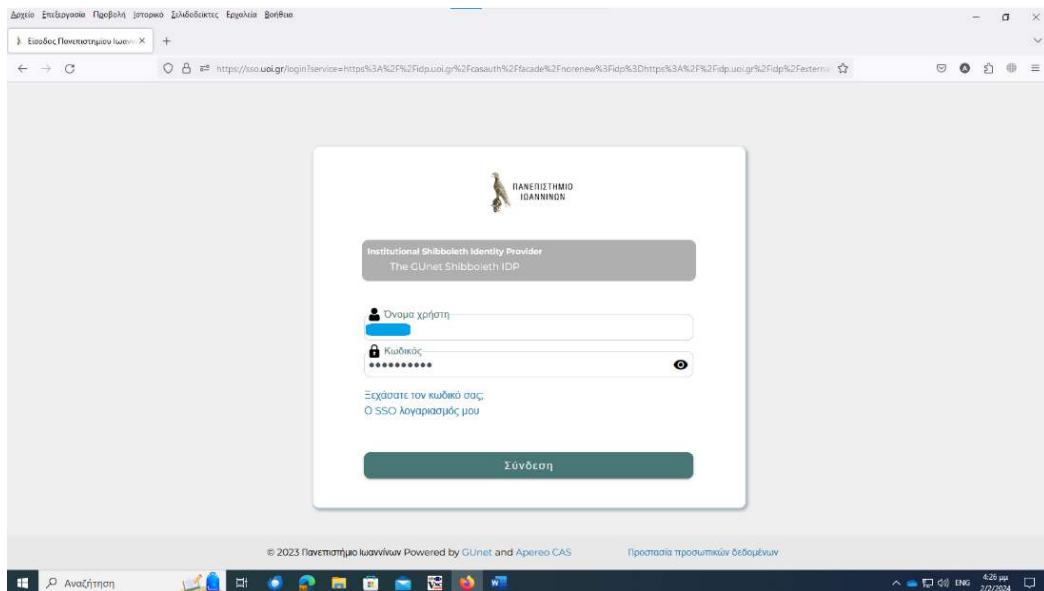 Αρχείο Επεξεργασία Προβολή Ιστορικό Σελιδοδείκτες Εργαλεία Βοήθεια
Είσοδος Πανεπιστημίου Ιωανν
https://sso.uoi.gr/login?service=https%3A%2F%2Fidp.uoi.gr%2Fcasauth%2Ffacade%2Fnorenew%3Fidp%3Dhttps%3A%2F%2Fidp.uoi.gr%2Fidp%2Fexterna
ΠΑΝΕΠΙΣΤΗΜΙΟ
ΙΩΑΝΝΙΝΩΝ
Institutional Shibboleth Identity Provider
The GUnet Shibboleth IDP
Όνομα χρήστη
Κωδικός
Ξεχάσατε τον κωδικό σας;
Ο SSO λογαριασμός μου
Σύνδεση
© 2023 Πανεπιστήμιο Ιωαννίνων Powered by GUnet and Apereo CAS Προστασία προσωπικών δεδομένων
Αναζήτηση
ENG
4:26 μμ
2/2/2024